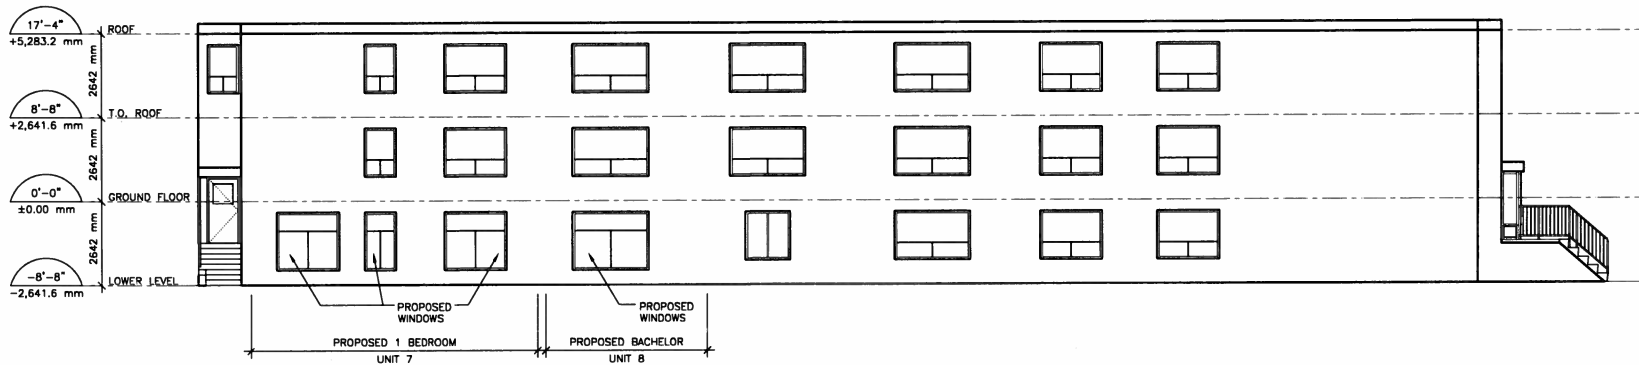 17'-4"
+5,283.2 mm
ROOF
2642 mm
8'-8"
+2,641.6 mm
T.O. ROOF
2642 mm
0'-0"
±0.00 mm
GROUND FLOOR
2642 mm
-8'-8"
-2,641.6 mm
LOWER LEVEL
PROPOSED
WINDOWS
PROPOSED
WINDOWS
PROPOSED 1 BEDROOM
UNIT 7
PROPOSED BACHELOR
UNIT 8